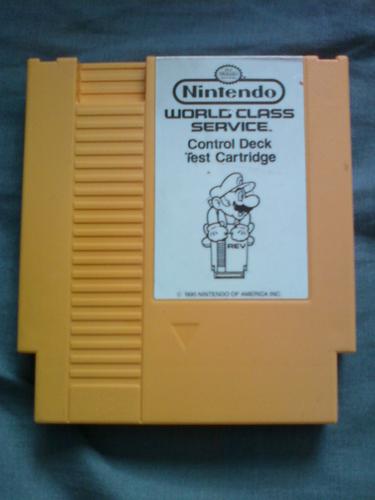 Nintendo
WORLD CLASS
SERVICE
Control Deck
Test Cartridge
REV
© 1990 NINTENDO OF AMERICA INC.